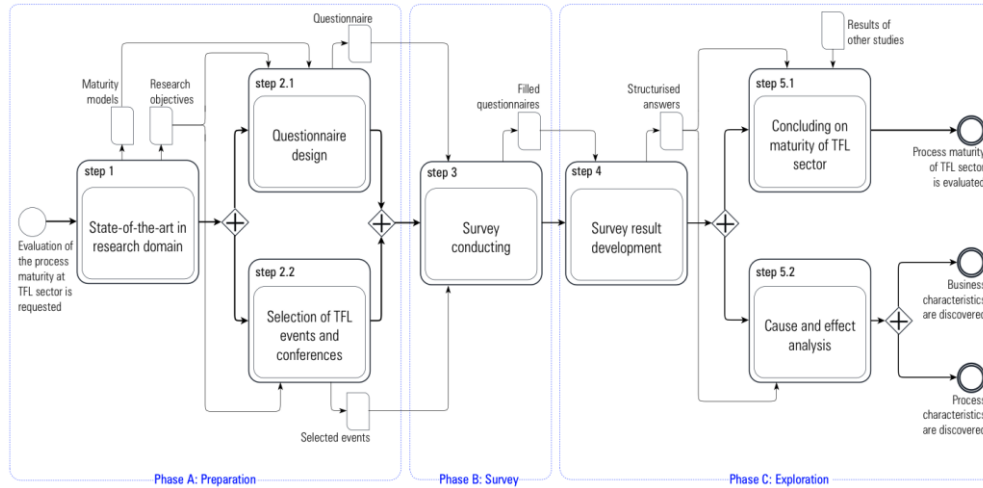 Questionnaire
Results of
other studies
Maturity
models
Research
objectives
step 2.1
Questionnaire
design
Filled
questionnaires
Structurised
answers
step 5.1
Concluding on
maturity of TFL
sector
Process maturity
of TFL sector
is evaluated
step 1
State-of-the-art in
research domain
Evaluation of
the process
maturity at
TFL sector is
requested
step 3
Survey
conducting
step 4
Survey result
development
step 2.2
Selection of TFL
events and
conferences
Selected events
step 5.2
Cause and effect
analysis
Business
characteristics
are discovered
Process
characteristics
are discovered
Phase A: Preparation
Phase B: Survey
Phase C: Exploration